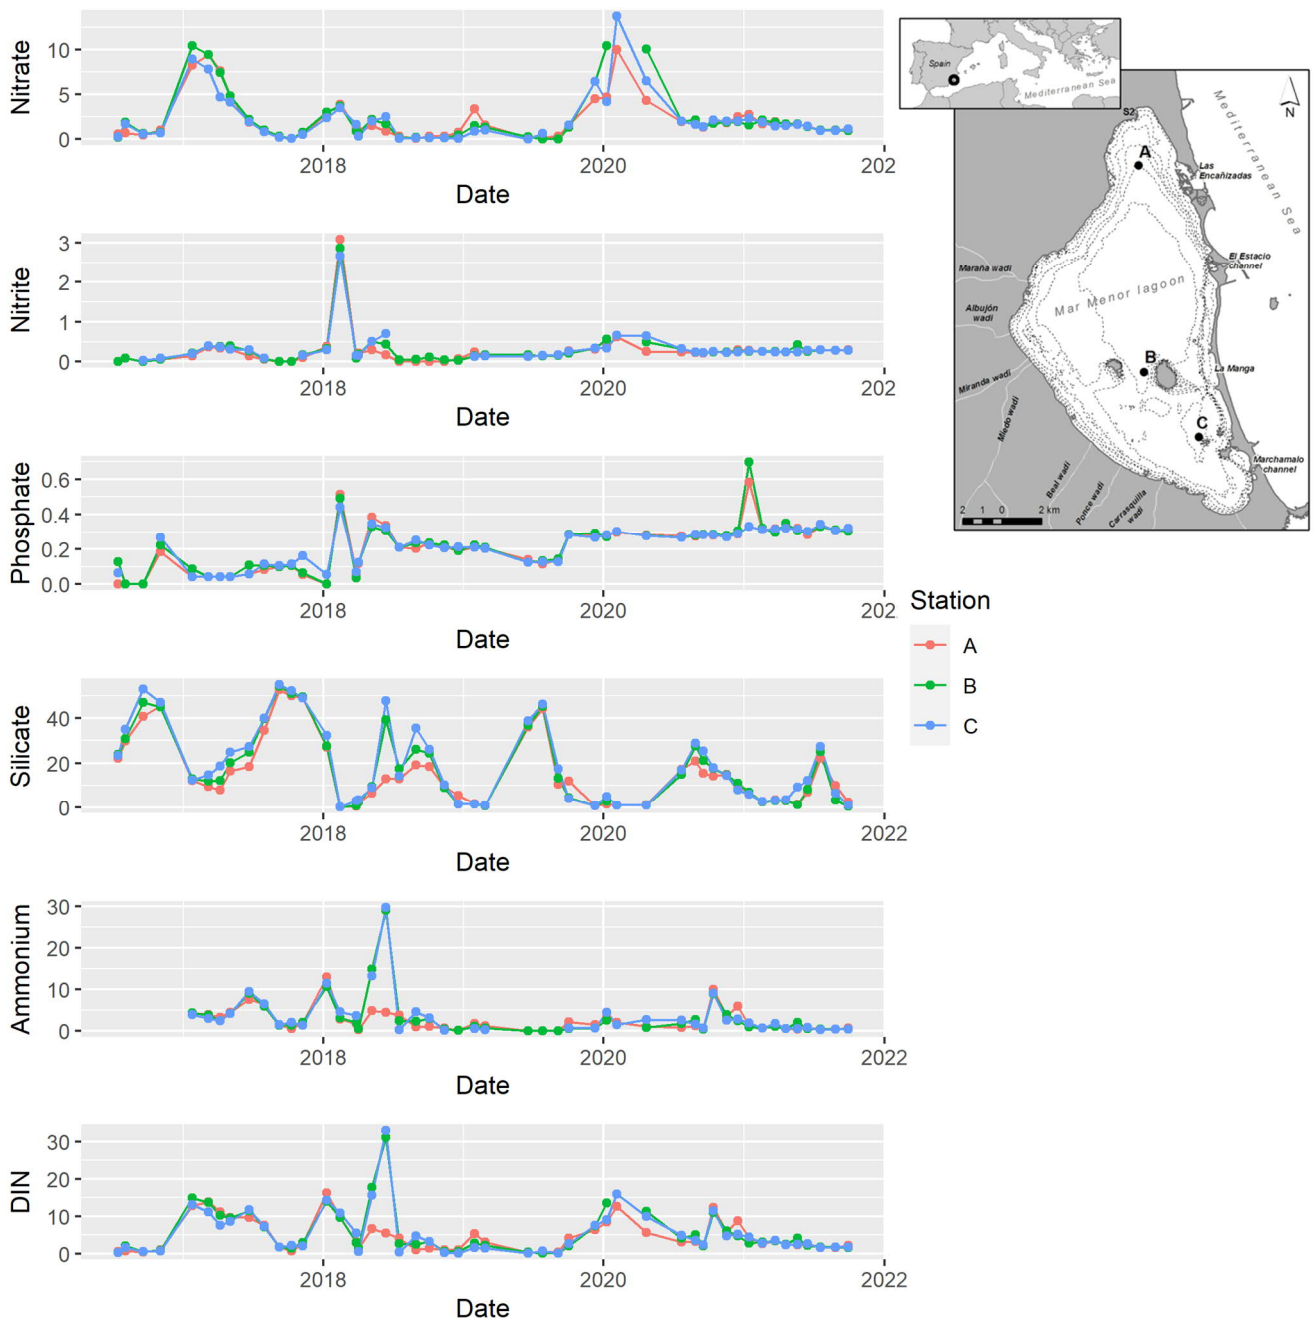 Nitrate
10
5
0
2018
2020
202
Date
Nitrite
3
2
1
0
2018
2020
202
Date
Phosphate
0.6
0.4
0.2
0.0
2018
2020
202
Date
Silicate
40
20
0
2018
2020
2022
Date
Ammonium
30
20
10
0
2018
2020
2022
Date
DIN
30
20
10
0
2018
2020
2022
Date
Spain
Mediterranean Sea
S2
A
N
Mediterranean Sea
Las
Encañizadas
El Estacio
channel
Maraña wadi
Albujón
wadi
Mar Menor lagoon
B
La Manga
Miranda wadi
Miedo wadi
C
Marchamalo
channel
Beal wadi
Ponce wadi
Carrasquilla
wadi
2 1 0 2 km
Station
A
B
C